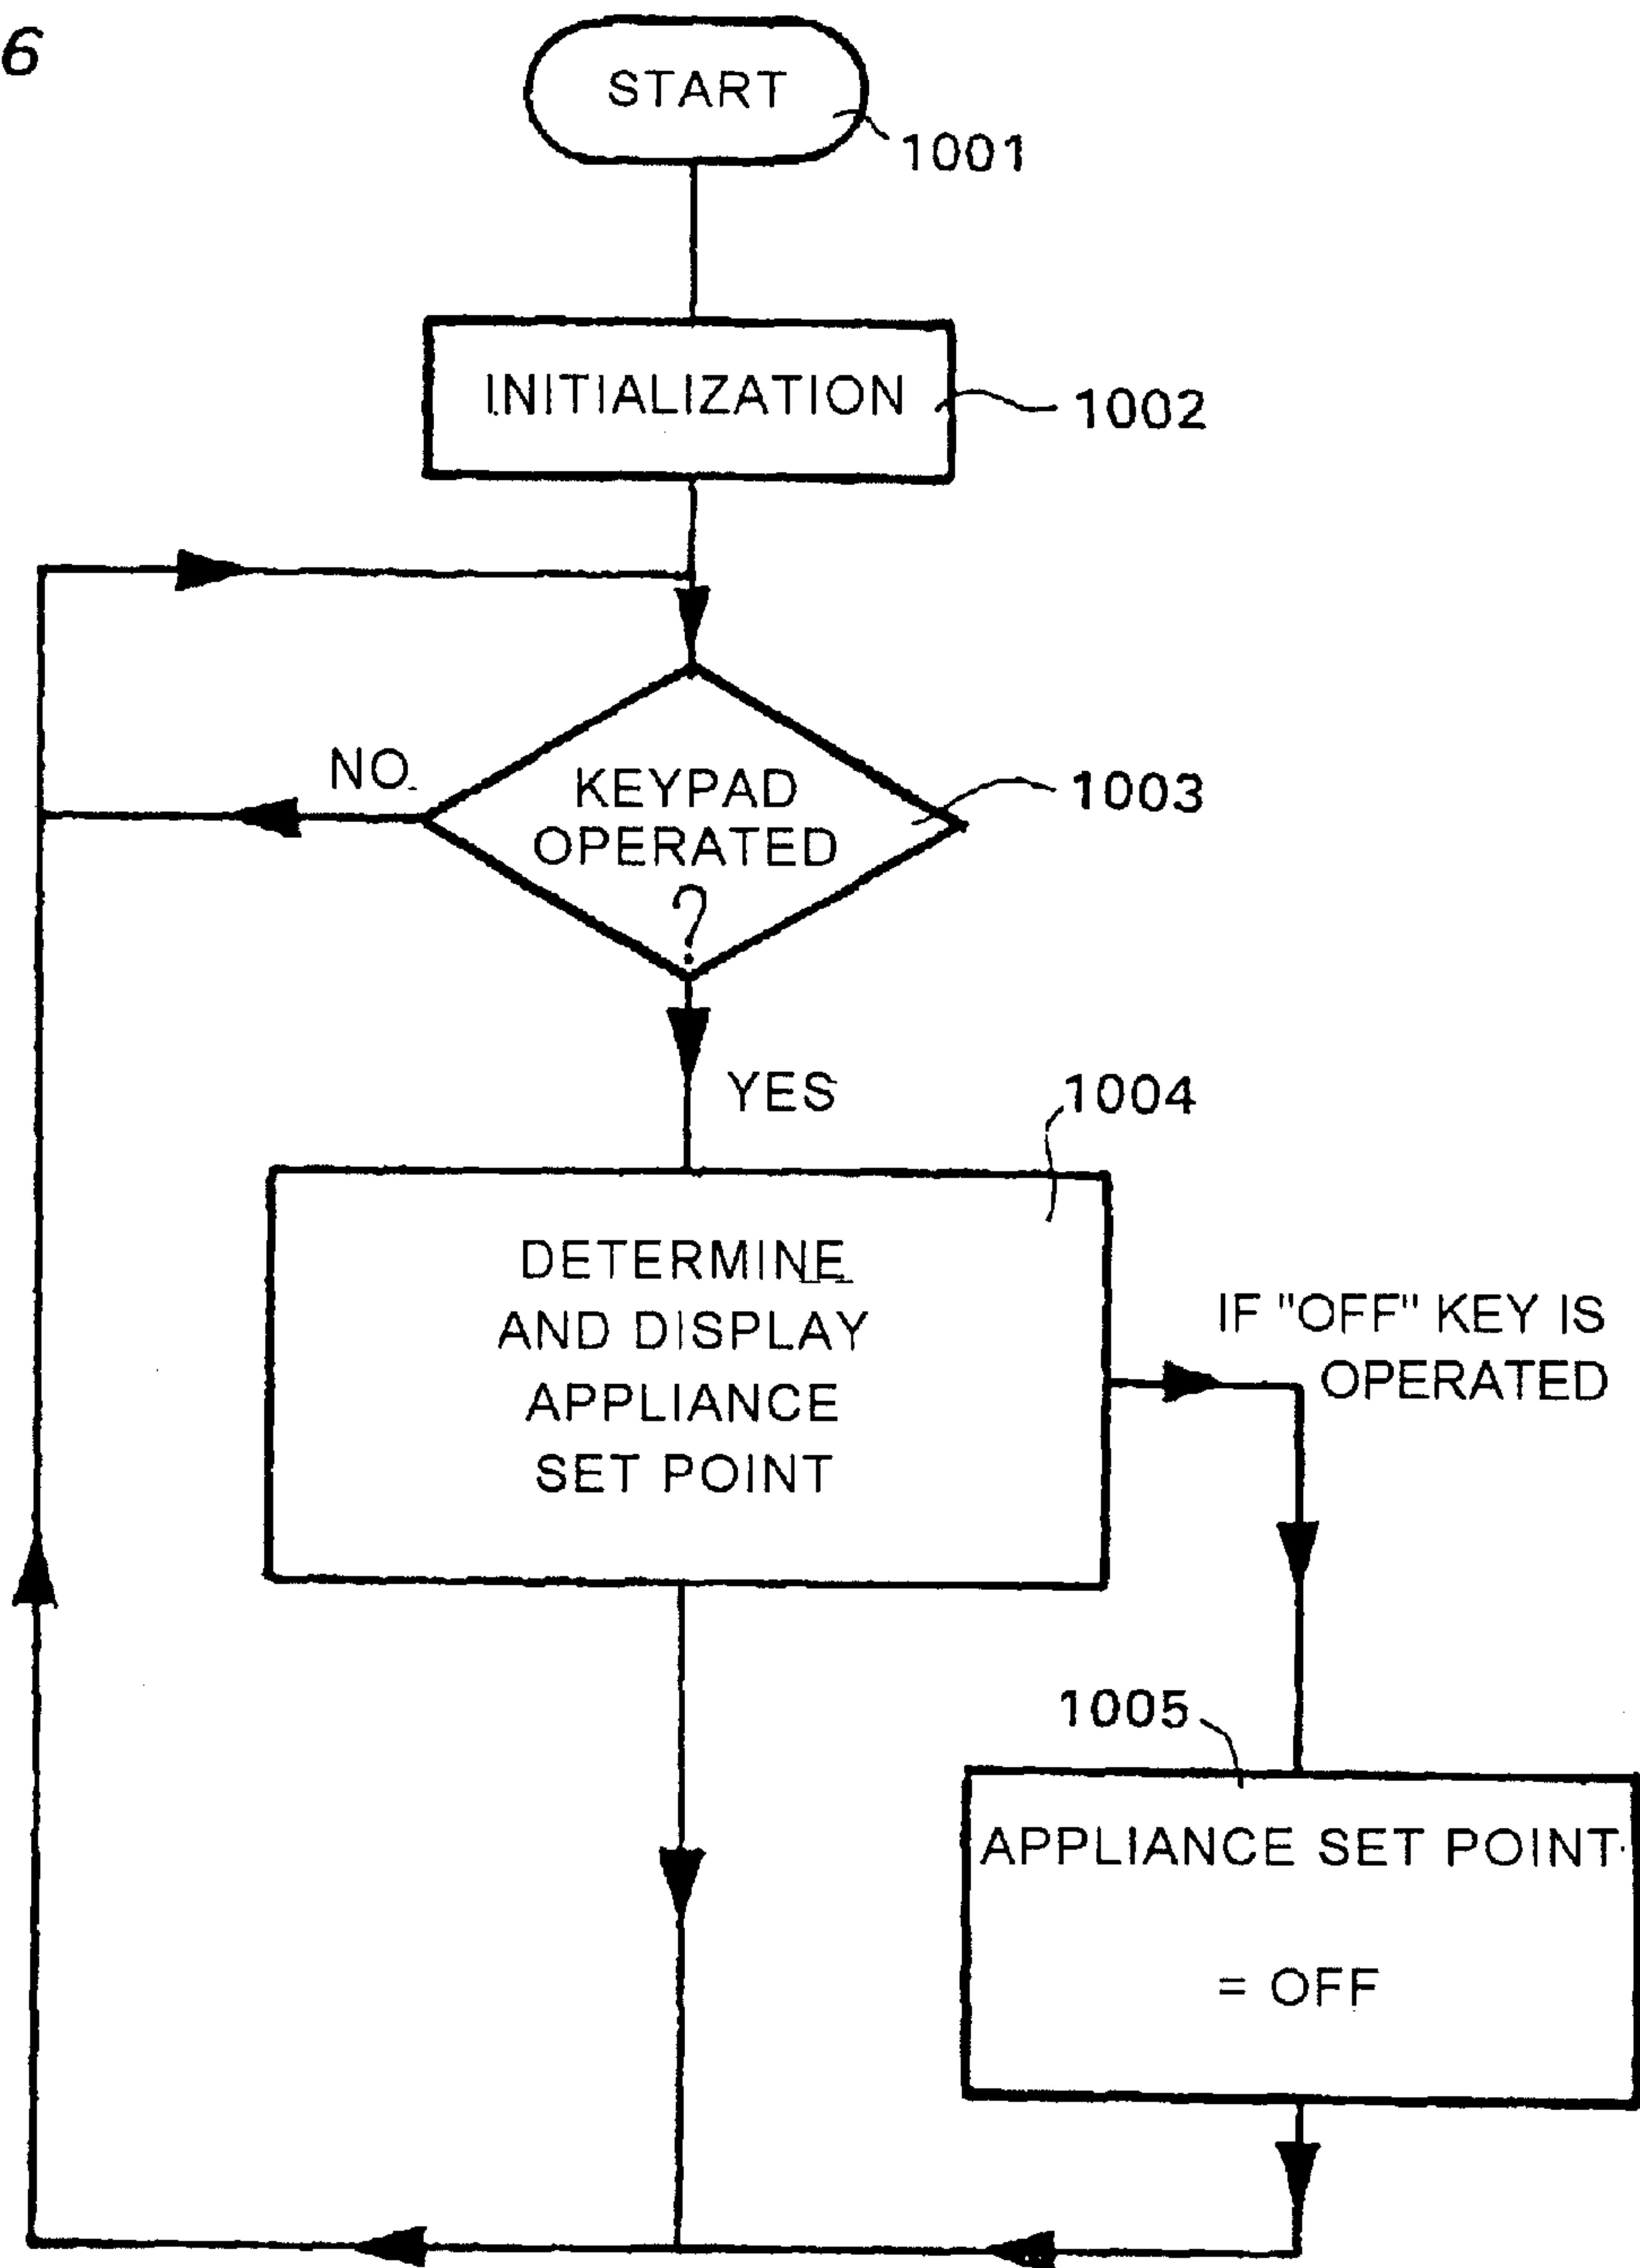 6
START
1001
INITIALIZATION
1002
NO
KEYPAD
OPERATED
?
1003
YES
1004
DETERMINE
AND DISPLAY
APPLIANCE
SET POINT
IF "OFF" KEY IS
OPERATED
1005
APPLIANCE SET POINT
= OFF